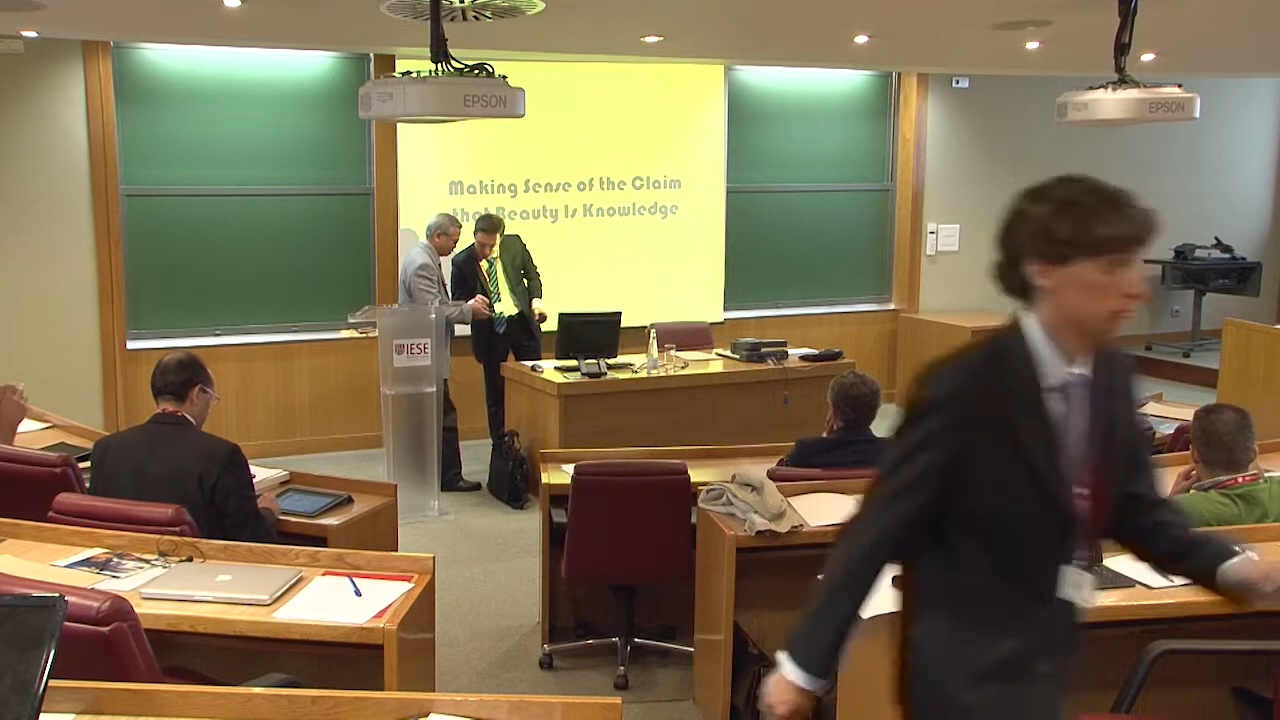 EPSON
EPSON
Making Sense of the Claim
that Beauty Is Knowledge
IESE